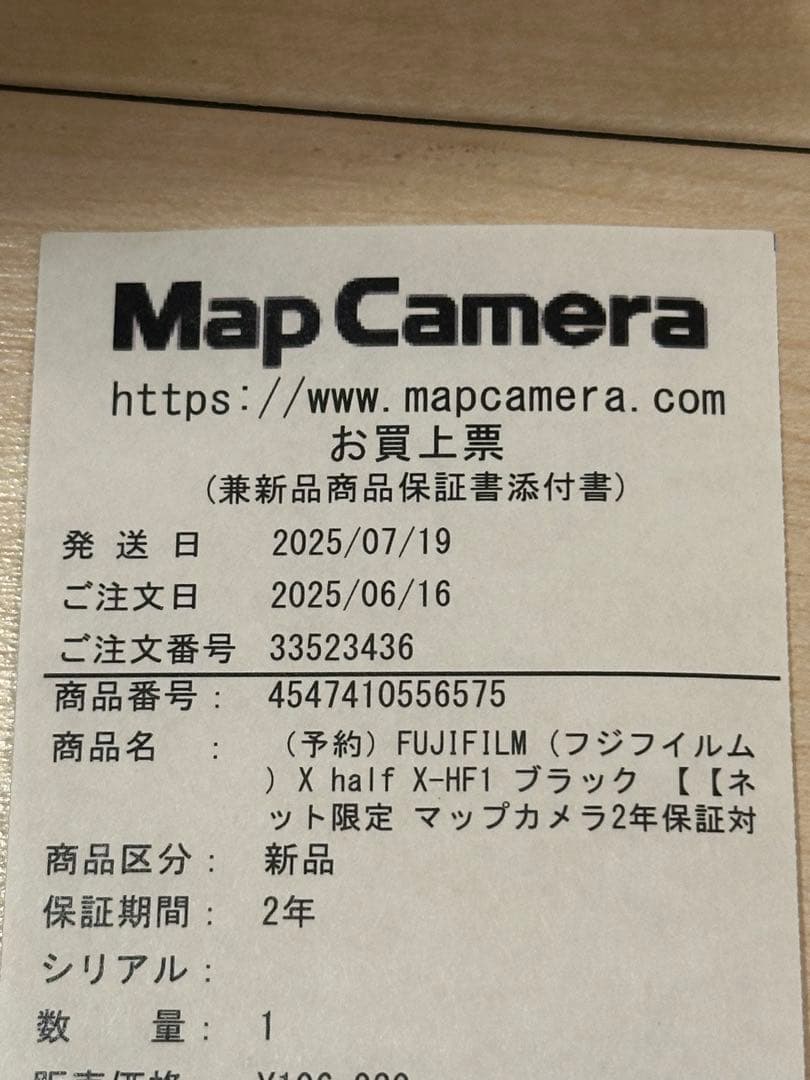 Map Camera
https://www.mapcamera.com
お買上票
(兼新品商品保証書添付書)
発 送 日 2025/07/19
ご注文日 2025/06/16
ご注文番号 33523436
商品番号: 4547410556575
商品名 : (予約) FUJIFILM (フジフイルム
) X half X-HF1 ブラック 【【ネ
ット限定 マップカメラ2年保証対
商品区分: 新品
保証期間: 2年
シリアル:
数 量: 1
販売価格